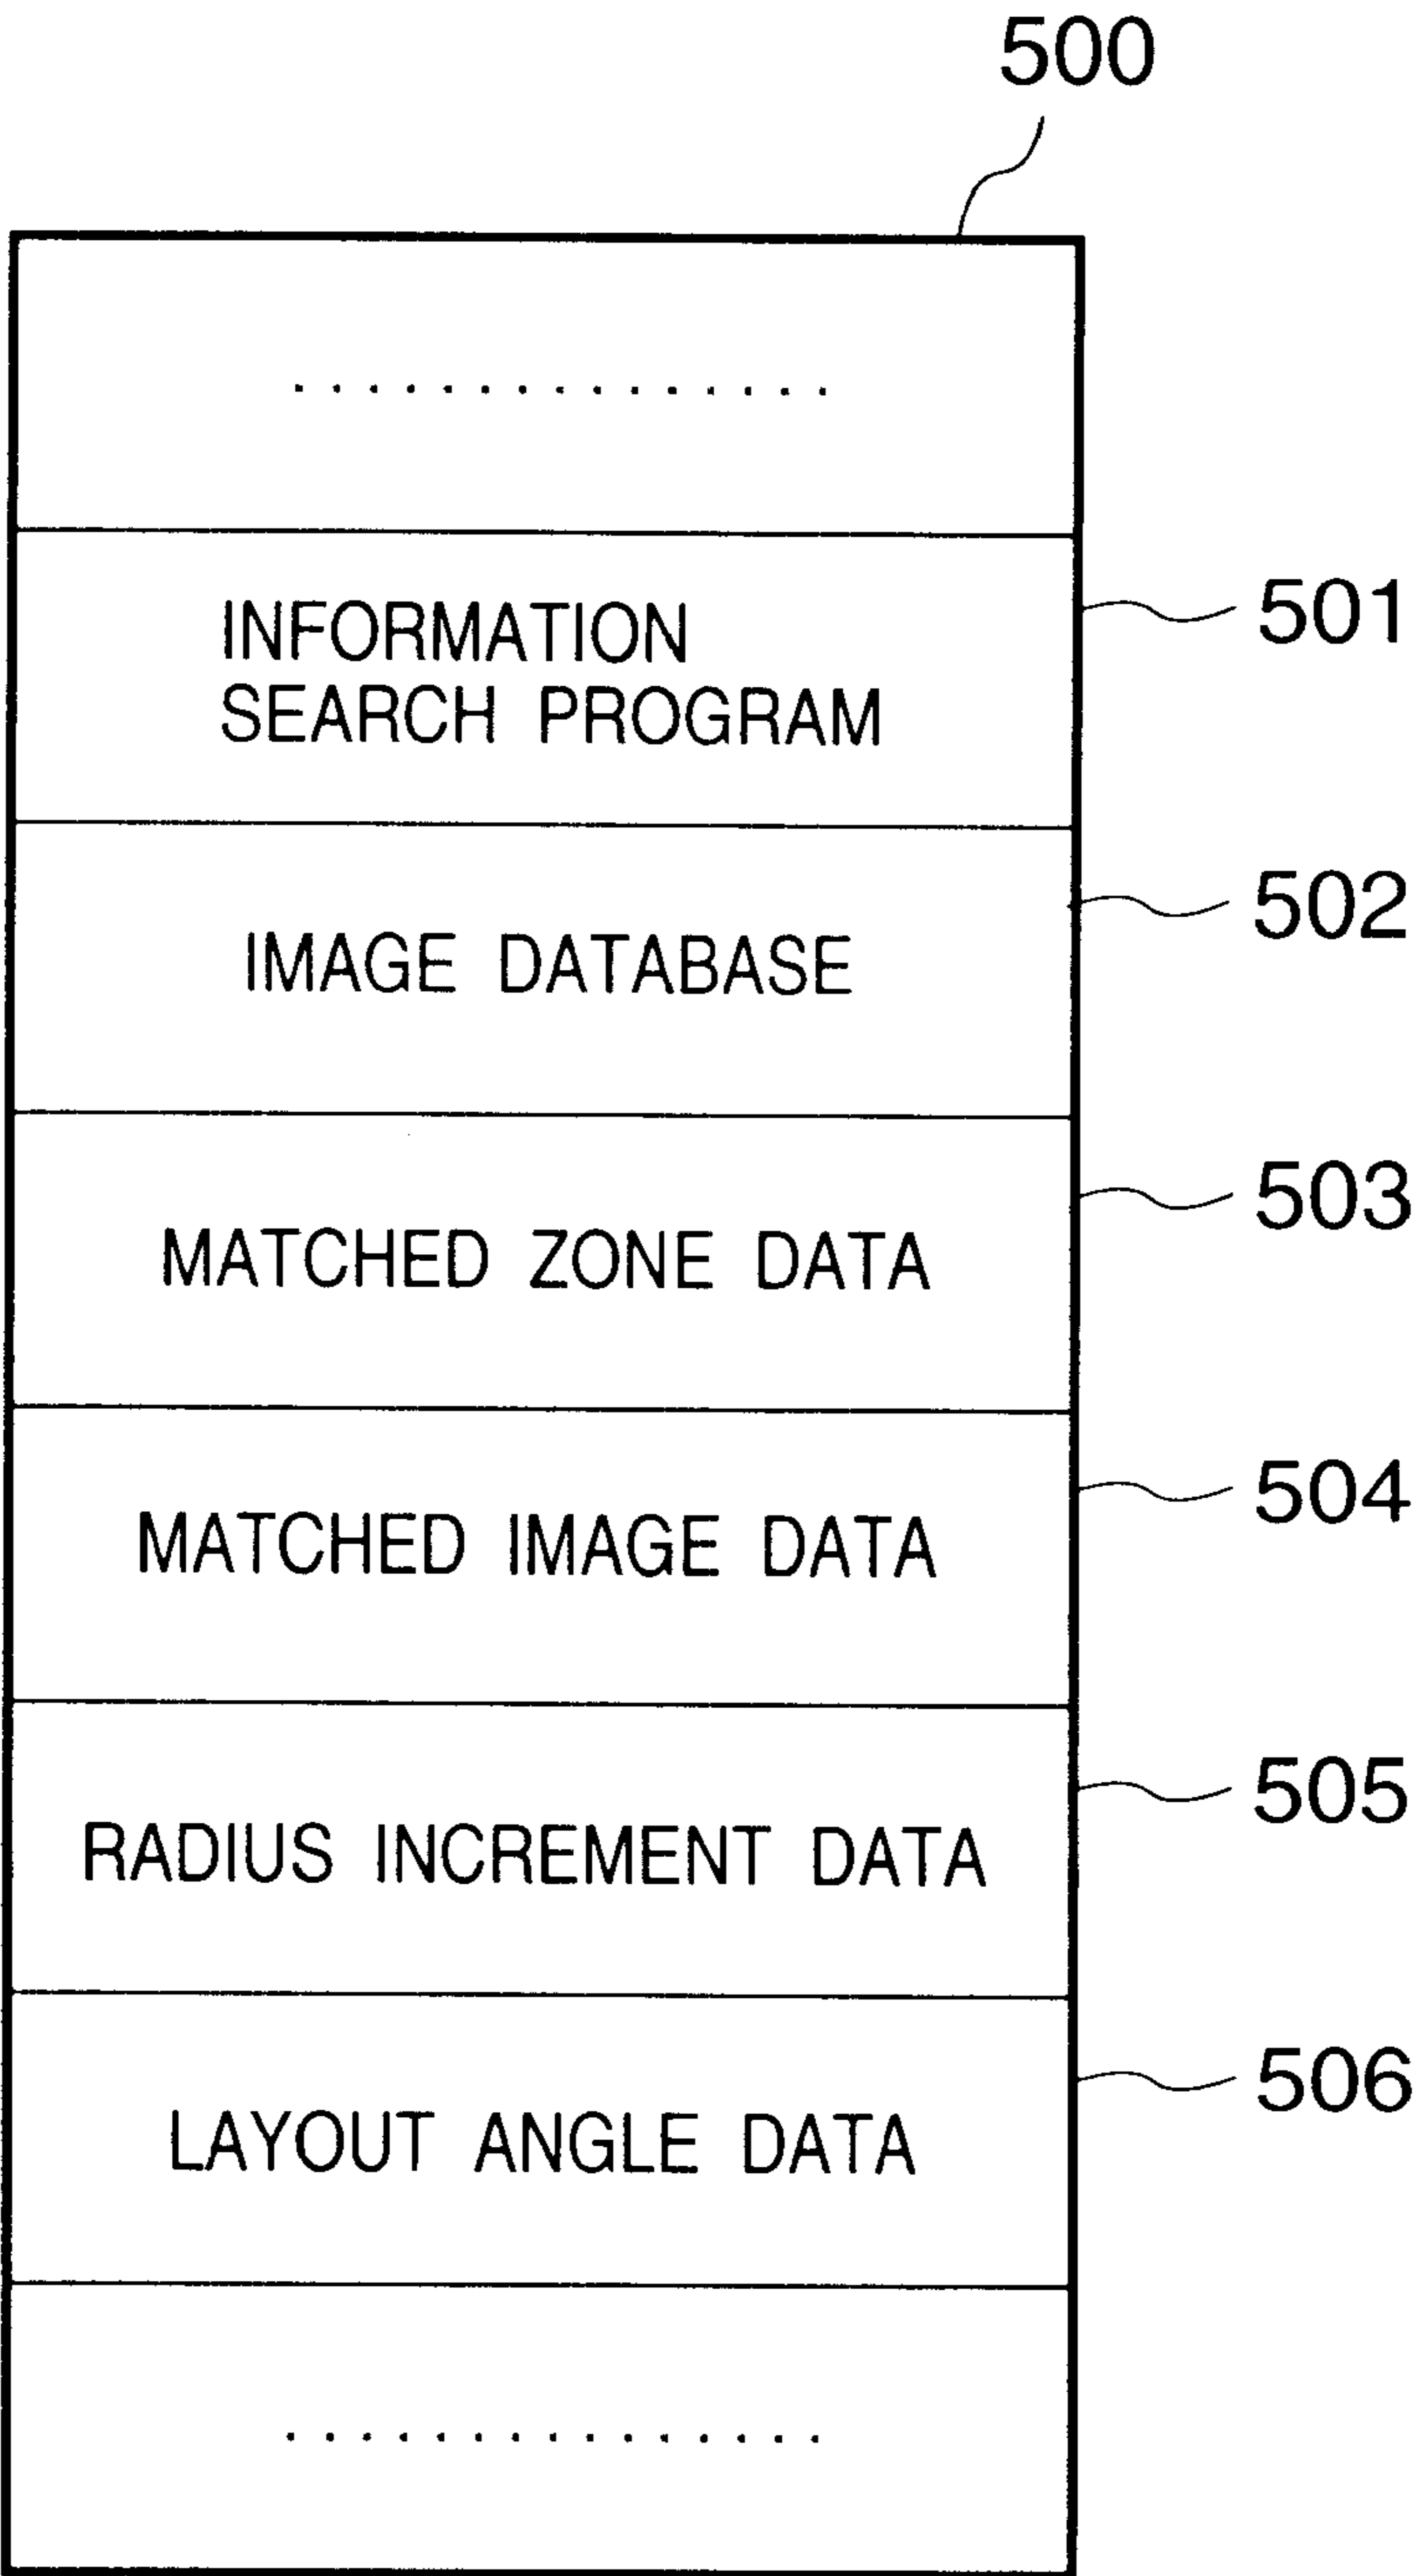 500
...............
INFORMATION
SEARCH PROGRAM
501
IMAGE DATABASE
502
MATCHED ZONE DATA
503
MATCHED IMAGE DATA
504
RADIUS INCREMENT DATA
505
LAYOUT ANGLE DATA
506
...............